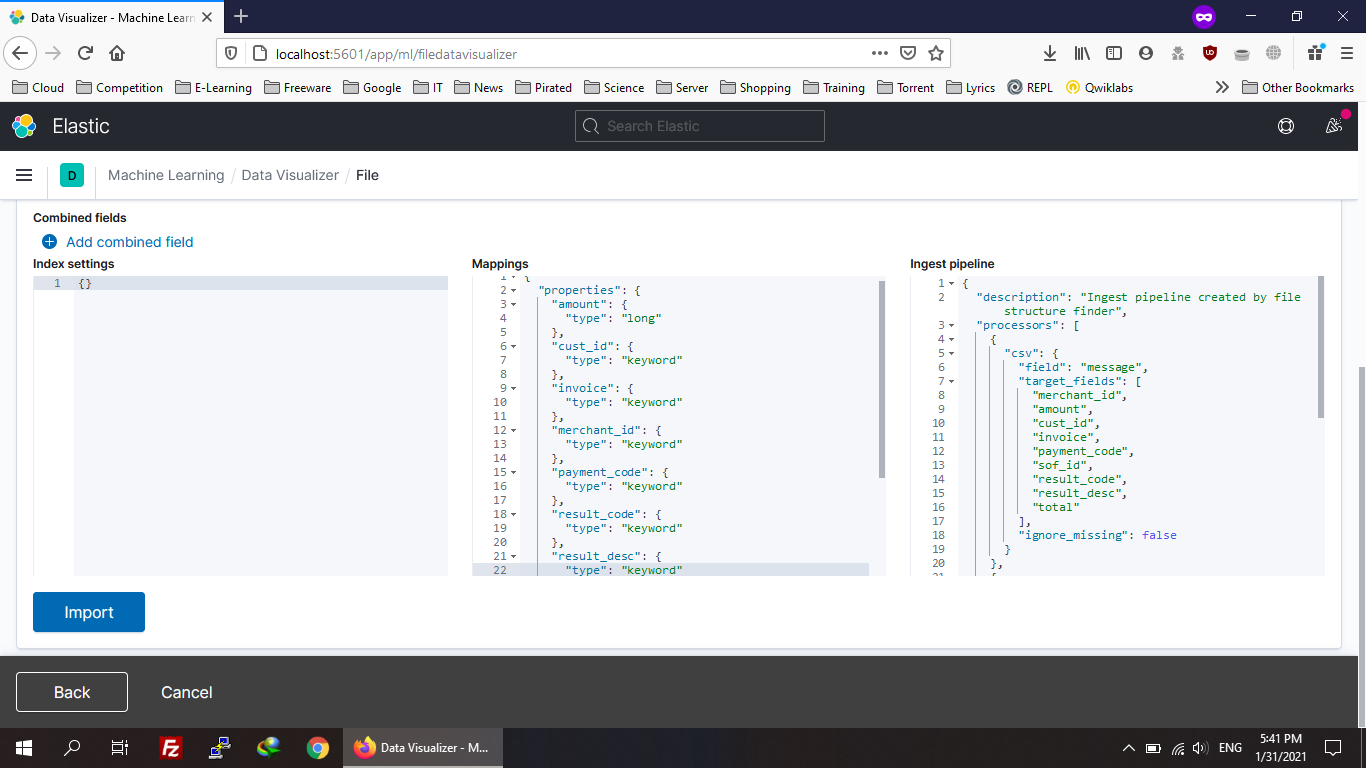 Data Visualizer - Machine Learn
localhost:5601/app/ml/filedatavisualizer
Cloud Competition E-Learning Freeware Google IT News Pirated Science Server Shopping Training Torrent Lyrics REPL Qwiklabs Other Bookmarks
Elastic Search Elastic
D Machine Learning / Data Visualizer / File
Combined fields
Add combined field
Index settings
1 {}
Mappings
1 {
2 "properties": {
3 "amount": {
4 "type": "long"
5 },
6 "cust_id": {
7 "type": "keyword"
8 },
9 "invoice": {
10 "type": "keyword"
11 },
12 "merchant_id": {
13 "type": "keyword"
14 },
15 "payment_code": {
16 "type": "keyword"
17 },
18 "result_code": {
19 "type": "keyword"
20 },
21 "result_desc": {
22 "type": "keyword"
Ingest pipeline
1 {
2 "description": "Ingest pipeline created by file
structure finder",
3 "processors": [
4 {
5 "csv": {
6 "field": "message",
7 "target_fields": [
8 "merchant_id",
9 "amount",
10 "cust_id",
11 "invoice",
12 "payment_code",
13 "sof_id",
14 "result_code",
15 "result_desc",
16 "total"
17 ],
18 "ignore_missing": false
19 }
20 },
21 {
Import
Back Cancel
Data Visualizer - M...
ENG
5:41 PM
1/31/2021